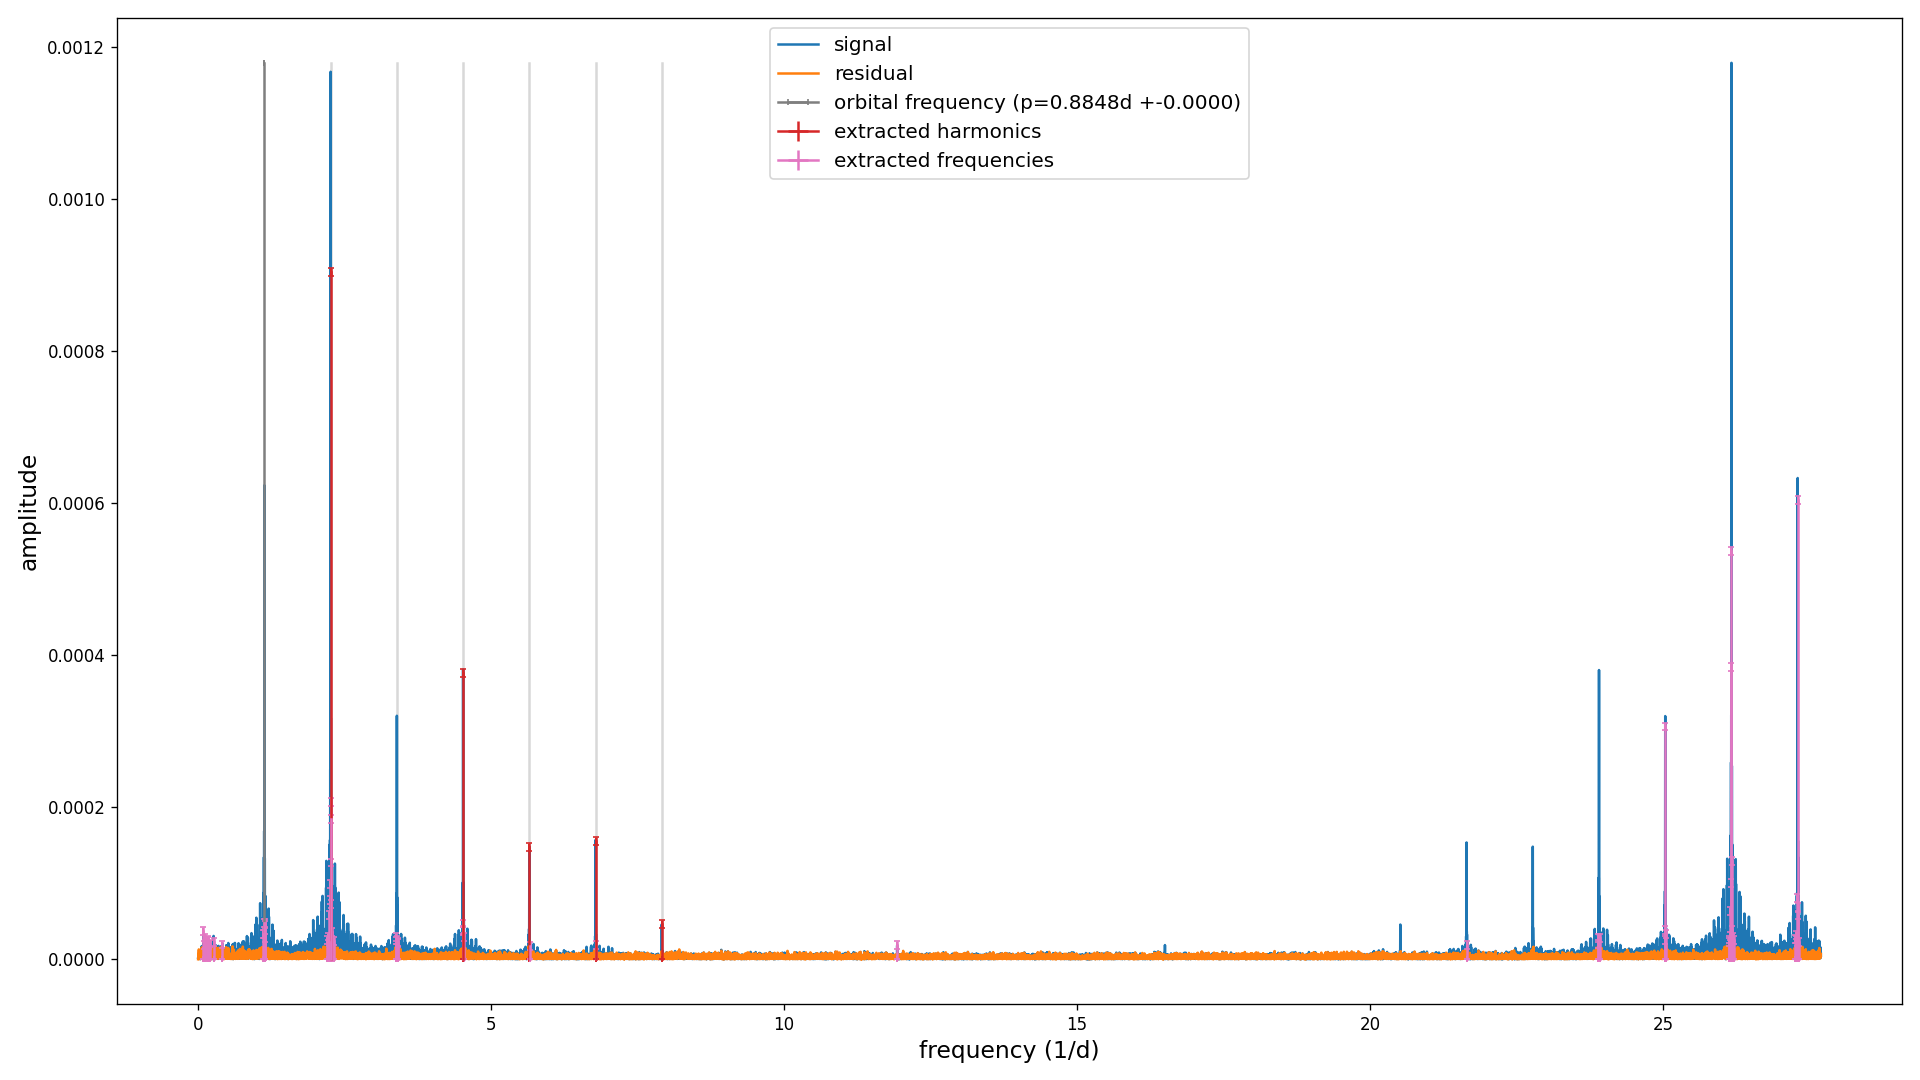 0.0012
0.0010
0.0008
0.0006
0.0004
0.0002
0.0000
amplitude
signal
residual
orbital frequency (p=0.8848d +-0.0000)
extracted harmonics
extracted frequencies
0 5 10 15 20 25
frequency (1/d)